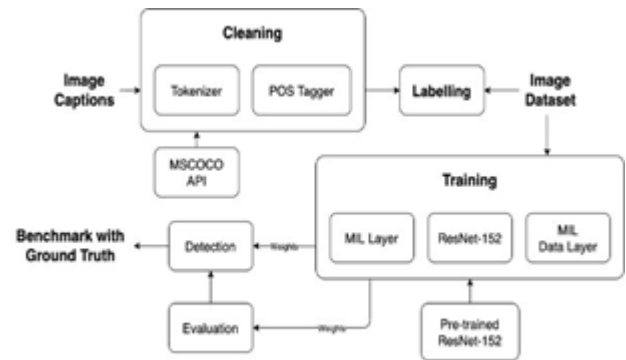 Cleaning
Image
Captions
Tokenizer
POS Tagger
Labelling
Image
Dataset
MSCOCO
API
Training
MIL Layer
ResNet-152
MIL
Data Layer
Benchmark with
Ground Truth
Detection
Weights
Evaluation
Weights
Pre-trained
ResNet-152